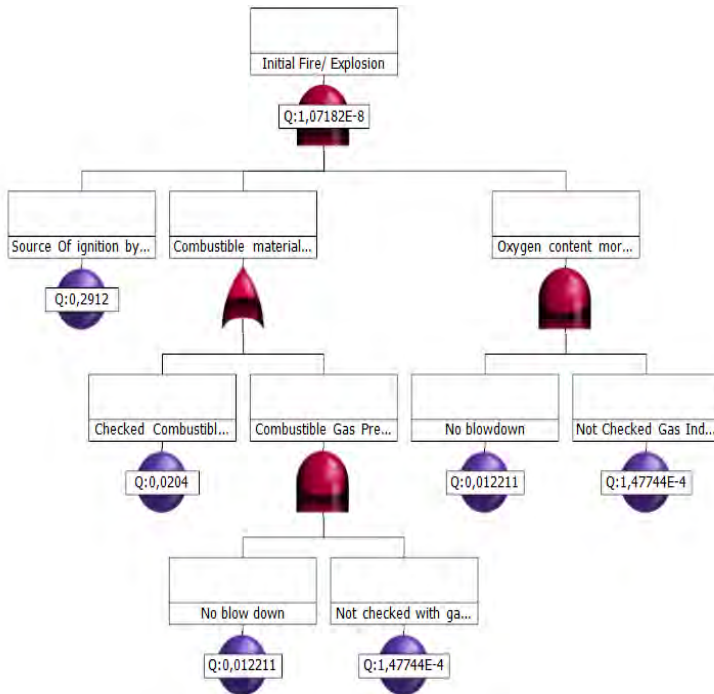 Initial Fire/ Explosion
Q:1,07182E-8
Source Of ignition by...
Combustible material...
Oxygen content mor...
Q:0,2912
Checked Combustibl...
Combustible Gas Pre...
No blowdown
Not Checked Gas Ind...
Q:0,0204
Q:0,012211
Q:1,47744E-4
No blow down
Not checked with ga...
Q:0,012211
Q:1,47744E-4